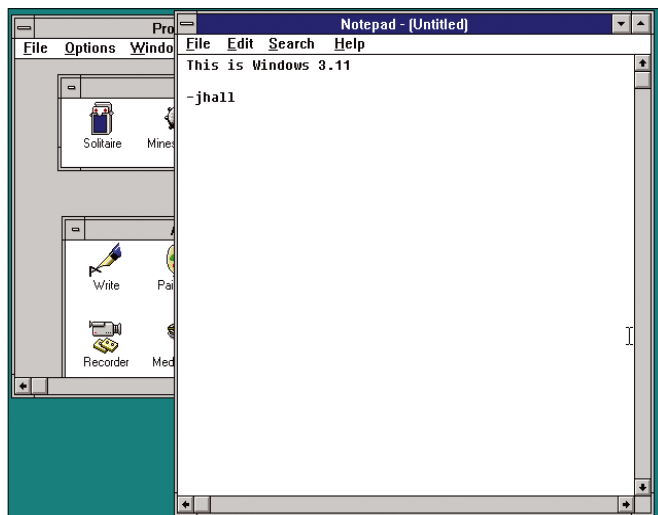 Pro
File Options Windo
Solitaire Mines
Write Pai
Recorder Med
Notepad - (Untitled)
File Edit Search Help
This is Windows 3.11
-jhall